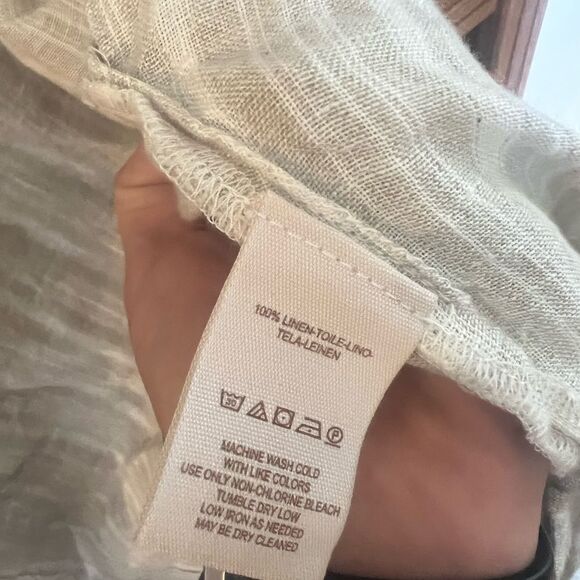 100% LINEN-TOILE-LINO-
TELA-LEINEN
30 P
MACHINE WASH COLD
WITH LIKE COLORS
USE ONLY NON-CHLORINE BLEACH
TUMBLE DRY LOW
LOW IRON AS NEEDED
MAY BE DRY CLEANED